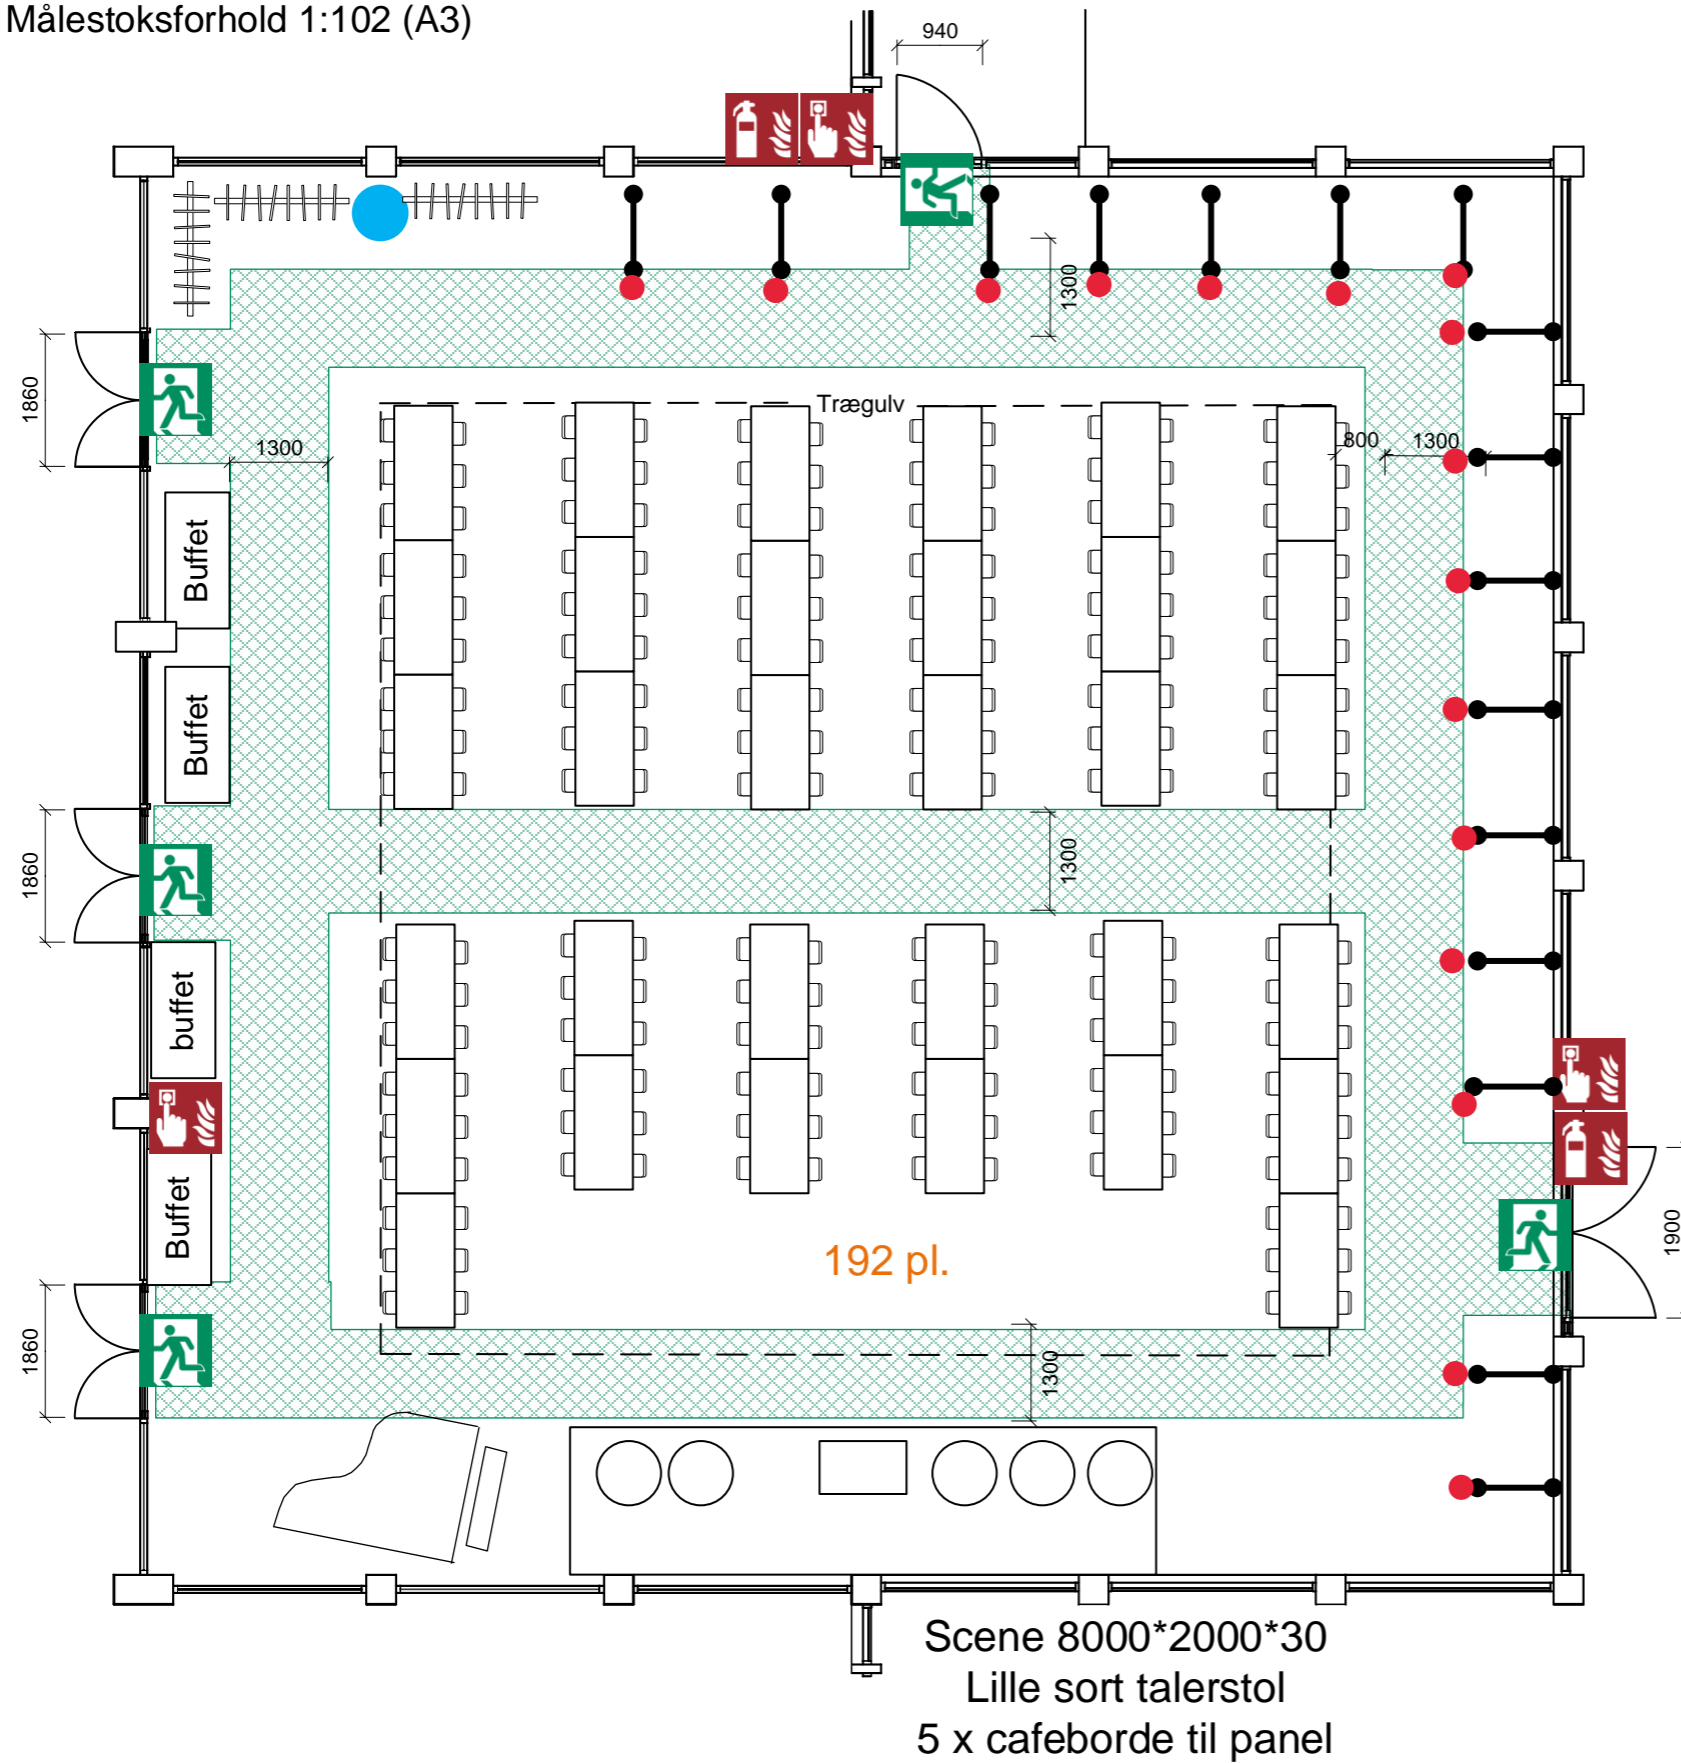 Målestoksforhold 1:102 (A3)
940
1300
1860
Trægulv
1300
800
1300
Buffet
Buffet
1860
1300
buffet
Buffet
192 pl.
1900
1860
1300
Scene 8000*2000*30
Lille sort talerstol
5 x cafeborde til panel